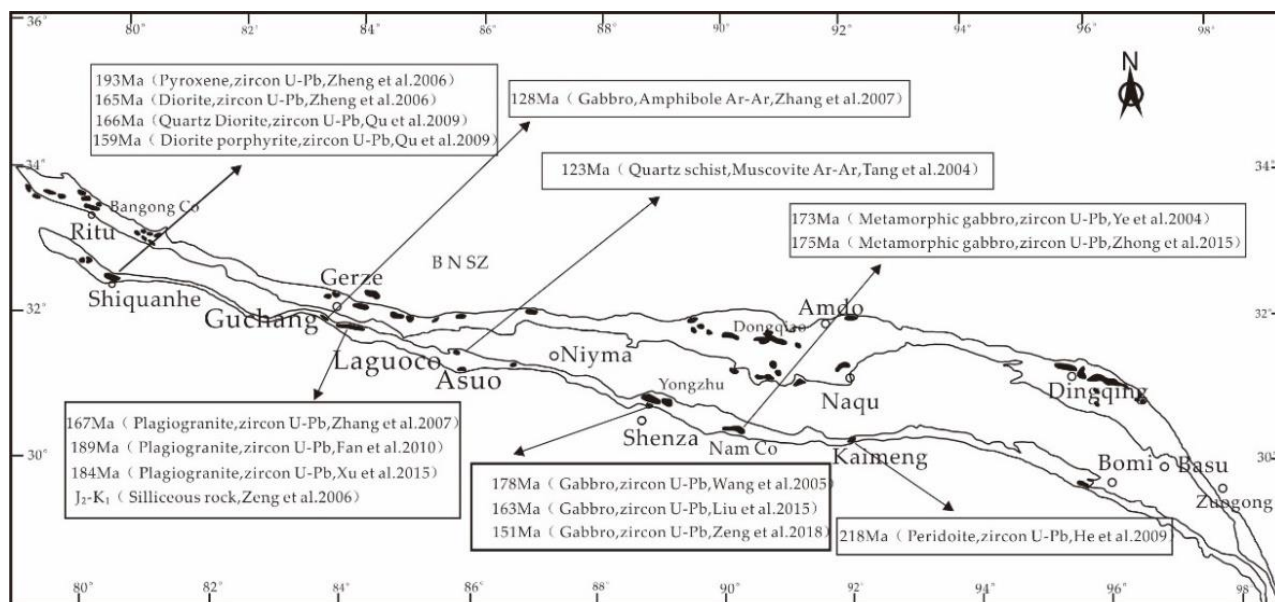 36°
80°
82°
84°
86°
88°
90°
92°
94°
96°
98°
N
193Ma（Pyroxene,zircon U-Pb,Zheng et al.2006）
165Ma（Diorite,zircon U-Pb,Zheng et al.2006）
166Ma（Quartz Diorite,zircon U-Pb,Qu et al.2009）
159Ma（Diorite porphyrite,zircon U-Pb,Qu et al.2009）
128Ma（Gabbro,Amphibole Ar-Ar,Zhang et al.2007）
34°
34°
123Ma（Quartz schist,Muscovite Ar-Ar,Tang et al.2004）
173Ma（Metamorphic gabbro,zircon U-Pb,Ye et al.2004）
175Ma（Metamorphic gabbro,zircon U-Pb,Zhong et al.2015）
Bangong Co
Ritu
BNSZ
Shiquanhe
Gerze
32°
32°
Guchang
Amdo
Dongqiao
Laguoco
Niyma
Asuo
Yongzhu
Naqu
Dingqing
Shenza
Nam Co
Kaimeng
30°
30°
Bomi
Basu
Zuogong
167Ma（Plagiogranite,zircon U-Pb,Zhang et al.2007）
189Ma（Plagiogranite,zircon U-Pb,Fan et al.2010）
184Ma（Plagiogranite,zircon U-Pb,Xu et al.2015）
J₂-K₁（Silliceous rock,Zeng et al.2006）
178Ma（Gabbro,zircon U-Pb,Wang et al.2005）
163Ma（Gabbro,zircon U-Pb,Liu et al.2015）
151Ma（Gabbro,zircon U-Pb,Zeng et al.2018）
218Ma（Peridoite,zircon U-Pb,He et al.2009）
80°
82°
84°
86°
88°
90°
92°
94°
96°
98